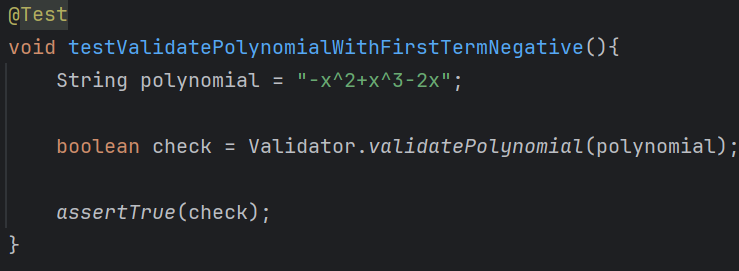 @Test
void testValidatePolynomialWithFirstTermNegative(){
String polynomial = "-x^2+x^3-2x";
boolean check = Validator.validatePolynomial(polynomial);
assertTrue(check);
}